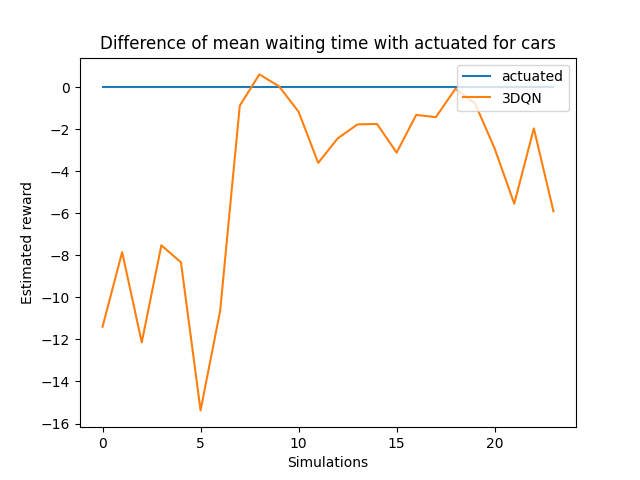 Difference of mean waiting time with actuated for cars
actuated
3DQN
Estimated reward
0
−2
−4
−6
−8
−10
−12
−14
−16
0 5 10 15 20
Simulations